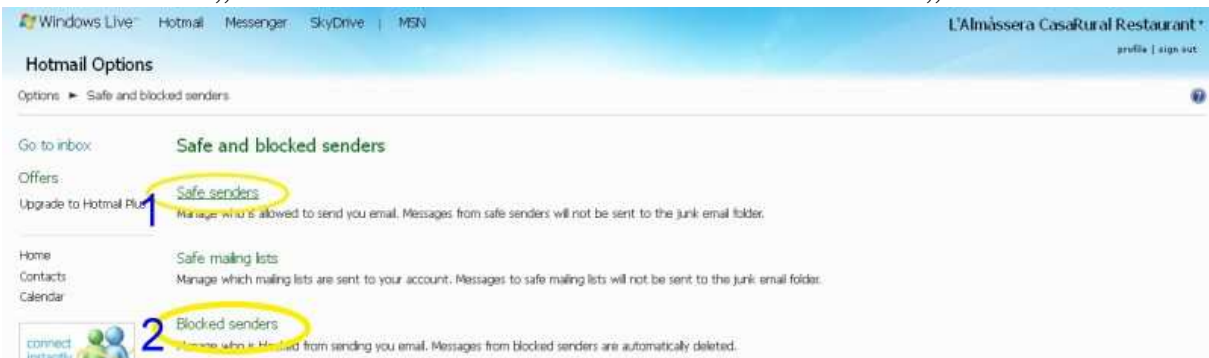 ,, ,,
Windows Live™ Hotmail Messenger SkyDrive | MSN
L'Almàssera CasaRural Restaurant
profile | sign out
Hotmail Options
Options ► Safe and blocked senders
Go to inbox
Safe and blocked senders
Offers
Safe senders
Upgrade to Hotmail Plus
1
Manage who is allowed to send you email. Messages from safe senders will not be sent to the junk email folder.
Home
Safe mailing lists
Contacts
Manage which mailing lists are sent to your account. Messages to safe mailing lists will not be sent to the junk email folder.
Calendar
Blocked senders
2
Manage who is blocked from sending you email. Messages from blocked senders are automatically deleted.
connect
instantly